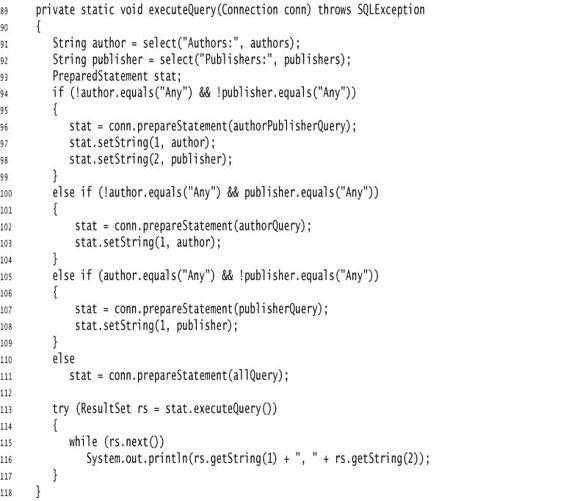 89 private static void executeQuery(Connection conn) throws SQLException
90 {
91 String author = select("Authors:", authors);
92 String publisher = select("Publishers:", publishers);
93 PreparedStatement stat;
94 if (!author.equals("Any") && !publisher.equals("Any"))
95 {
96 stat = conn.prepareStatement(authorPublisherQuery);
97 stat.setString(1, author);
98 stat.setString(2, publisher);
99 }
100 else if (!author.equals("Any") && publisher.equals("Any"))
101 {
102 stat = conn.prepareStatement(authorQuery);
103 stat.setString(1, author);
104 }
105 else if (author.equals("Any") && !publisher.equals("Any"))
106 {
107 stat = conn.prepareStatement(publisherQuery);
108 stat.setString(1, publisher);
109 }
110 else
111 stat = conn.prepareStatement(allQuery);
112
113 try (ResultSet rs = stat.executeQuery())
114 {
115 while (rs.next())
116 System.out.println(rs.getString(1) + ", " + rs.getString(2));
117 }
118 }